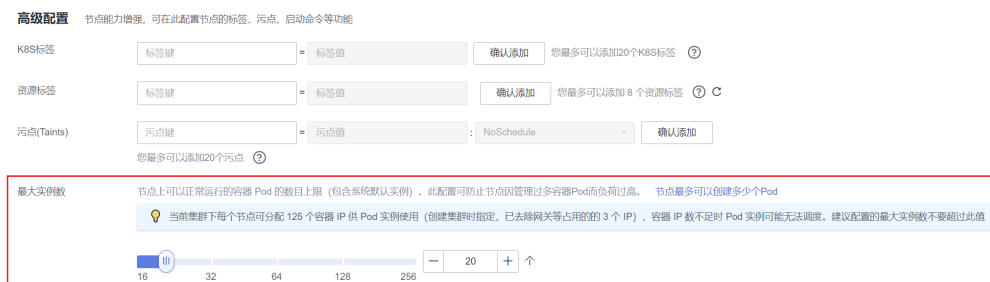 高级配置 节点能力增强，可在此配置节点的标签、污点、启动命令等功能
K8S标签 标签键 = 标签值 确认添加 您最多可以添加20个K8S标签 ?
资源标签 标签键 = 标签值 确认添加 您最多可以添加 8 个资源标签 ?
污点(Taints) 污点键 = 污点值 : NoSchedule 确认添加
您最多可以添加20个污点 ?
最大实例数 节点上可以正常运行的容器 Pod 的数目上限（包含系统默认实例）。此配置可防止节点因管理过多容器Pod而负荷过高。 节点最多可以创建多少个Pod
当前集群下每个节点可分配 125 个容器 IP 供 Pod 实例使用（创建集群时指定，已去除网关等占用的的 3 个 IP），容器 IP 数不足时 Pod 实例可能无法调度。建议配置的最大实例数不要超过此值
— 20 + 个
16 32 64 128 256